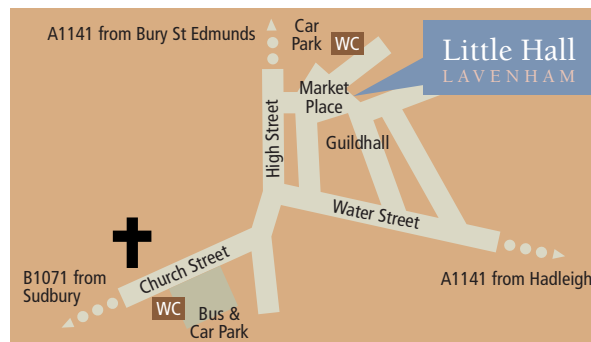 A1141 from Bury St Edmunds
Car
Park
WC
Little Hall
LAVENHAM
Market
Place
High Street
Guildhall
Water Street
Church Street
B1071 from
Sudbury
A1141 from Hadleigh
WC
Bus &
Car Park